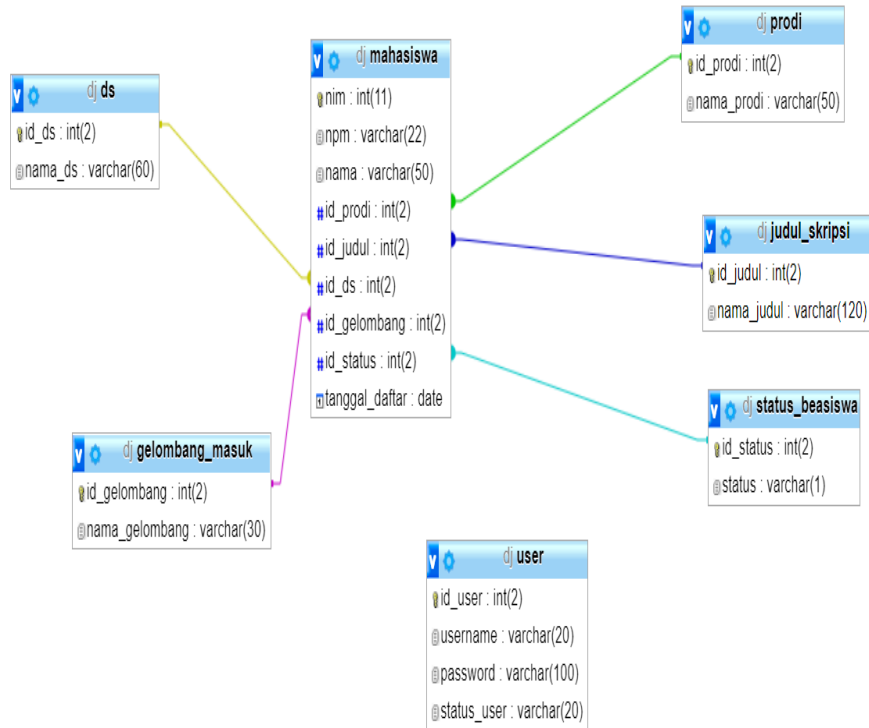 dj ds
id_ds : int(2)
nama_ds : varchar(60)
dj mahasiswa
nim : int(11)
npm : varchar(22)
nama : varchar(50)
id_prodi : int(2)
id_judul : int(2)
id_ds : int(2)
id_gelombang : int(2)
id_status : int(2)
tanggal_daftar : date
dj prodi
id_prodi : int(2)
nama_prodi : varchar(50)
dj judul_skripsi
id_judul : int(2)
nama_judul : varchar(120)
dj status_beasiswa
id_status : int(2)
status : varchar(1)
dj gelombang_masuk
id_gelombang : int(2)
nama_gelombang : varchar(30)
dj user
id_user : int(2)
username : varchar(20)
password : varchar(100)
status_user : varchar(20)